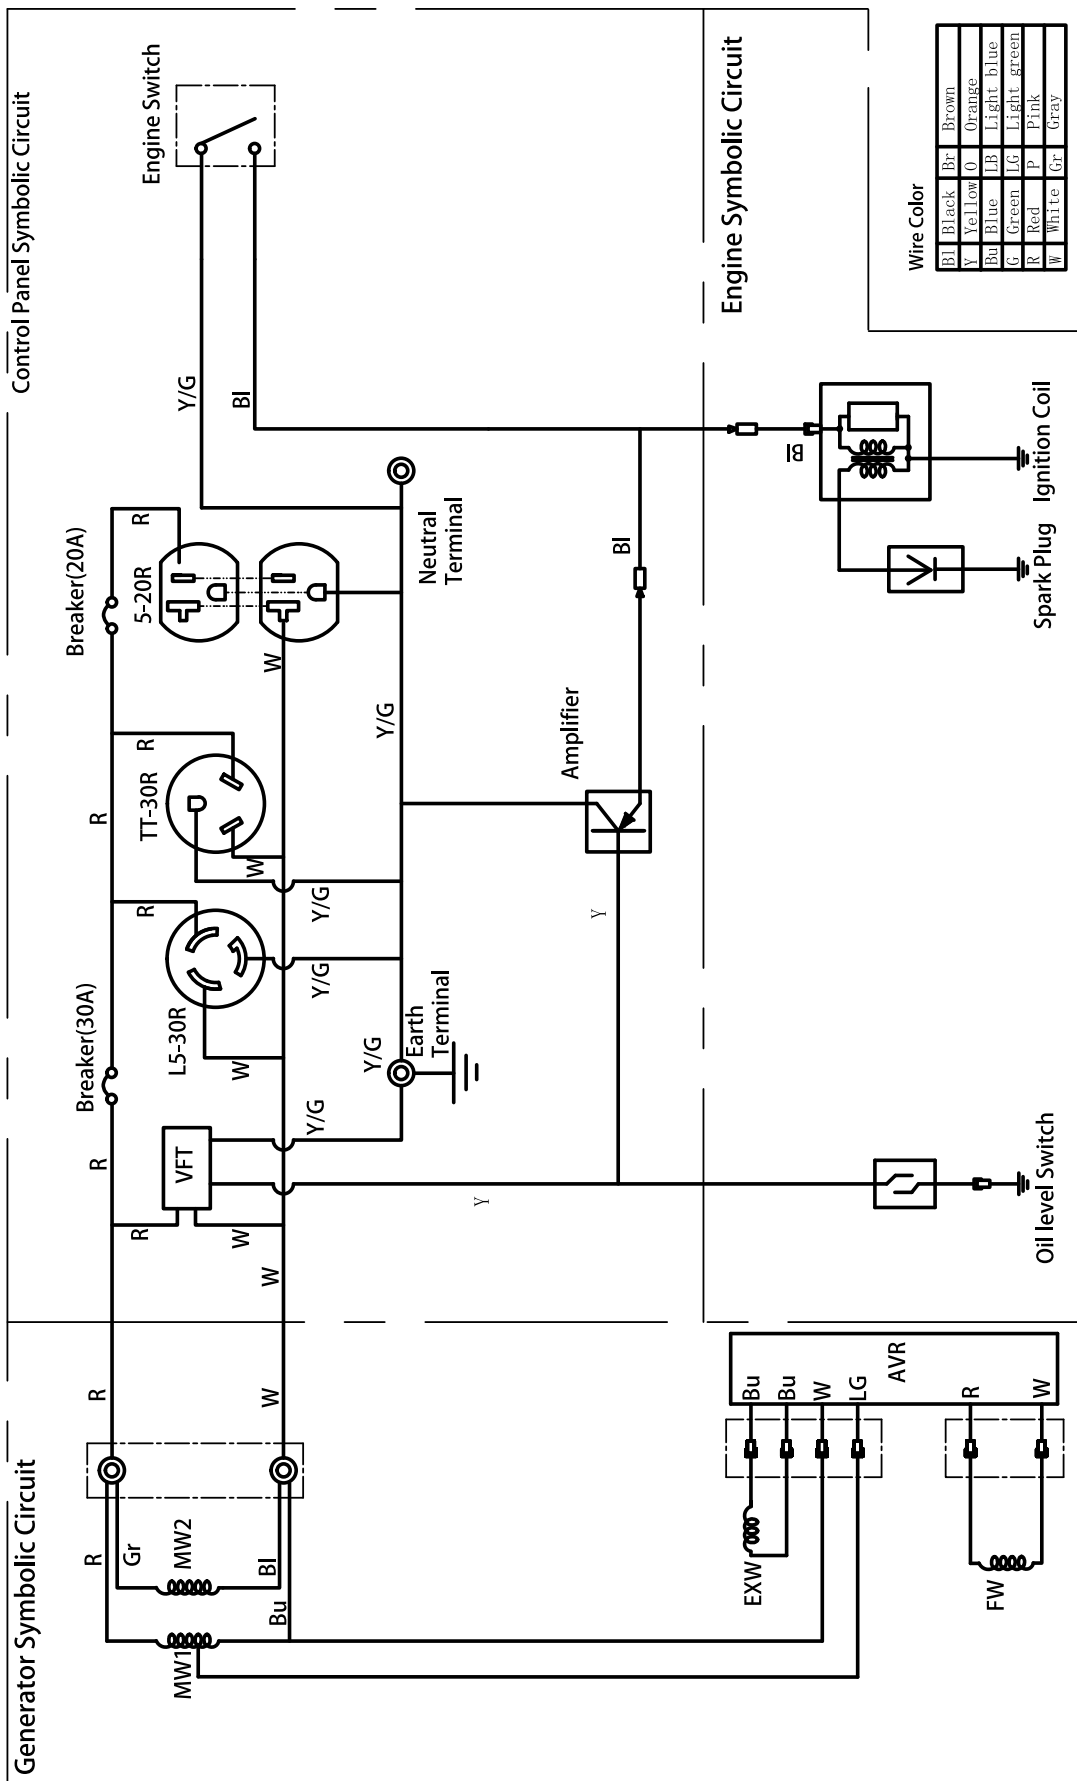 Generator Symbolic Circuit
Control Panel Symbolic Circuit
R
Gr
MW2
MW1
Bl
Bu
R
W
R
W
W
R
VFT
R
Breaker(30A)
L5-30R
W
R
R
TT-30R
W
R
Breaker(20A)
5-20R
R
W
Y/G
Y/G
Earth
Terminal
Y/G
Y/G
Y/G
Neutral
Terminal
Y/G
Bl
Engine Switch
Y
Y
Amplifier
Bl
Engine Symbolic Circuit
EXW
Bu
Bu
W
LG
AVR
FW
R
W
Oil level Switch
Bl
Spark Plug
Ignition Coil
Wire Color
Bl Black Br Brown
Y Yellow O Orange
Bu Blue LB Light blue
G Green LG Light green
R Red P Pink
W White Gr Gray